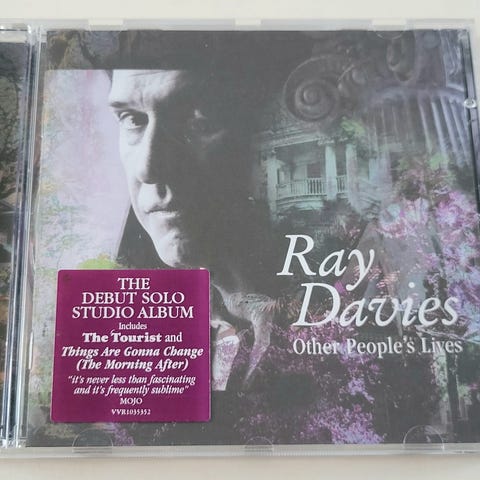 Ray
Davies
Other People's Lives
THE
DEBUT SOLO
STUDIO ALBUM
Includes
The Tourist and
Things Are Gonna Change
(The Morning After)
"it's never less than fascinating
and it's frequently sublime"
MOJO
VVR1035352